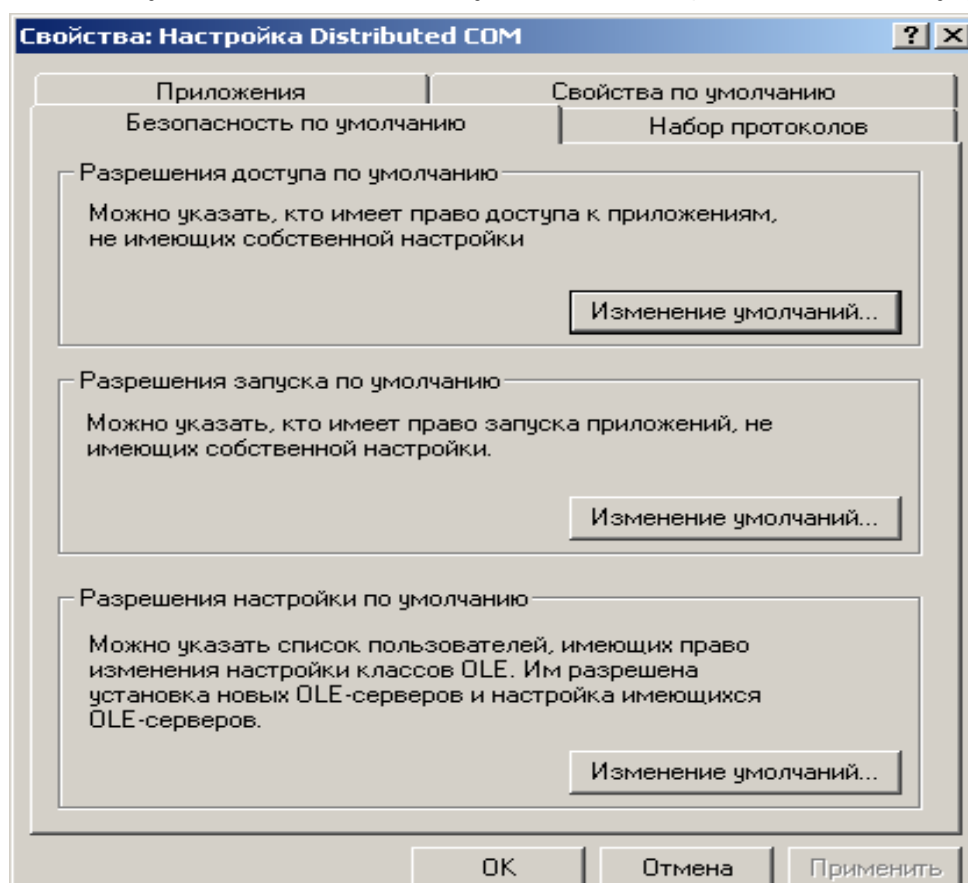 Свойства: Настройка Distributed COM
Приложения
Свойства по умолчанию
Безопасность по умолчанию
Набор протоколов
Разрешения доступа по умолчанию
Можно указать, кто имеет право доступа к приложениям,
не имеющих собственной настройки
Изменение умолчаний...
Разрешения запуска по умолчанию
Можно указать, кто имеет право запуска приложений, не
имеющих собственной настройки.
Изменение умолчаний...
Разрешения настройки по умолчанию
Можно указать список пользователей, имеющих право
изменения настройки классов OLE. Им разрешена
установка новых OLE-серверов и настройка имеющихся
OLE-серверов.
Изменение умолчаний...
OK
Отмена
Применить